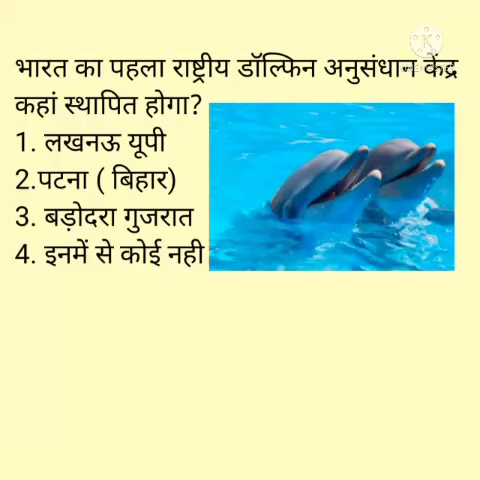 भारत का पहला राष्ट्रीय डॉल्फिन अनुसंधान केंद्र
कहां स्थापित होगा?
1. लखनऊ यूपी
2.पटना ( बिहार)
3. बड़ोदरा गुजरात
4. इनमें से कोई नही